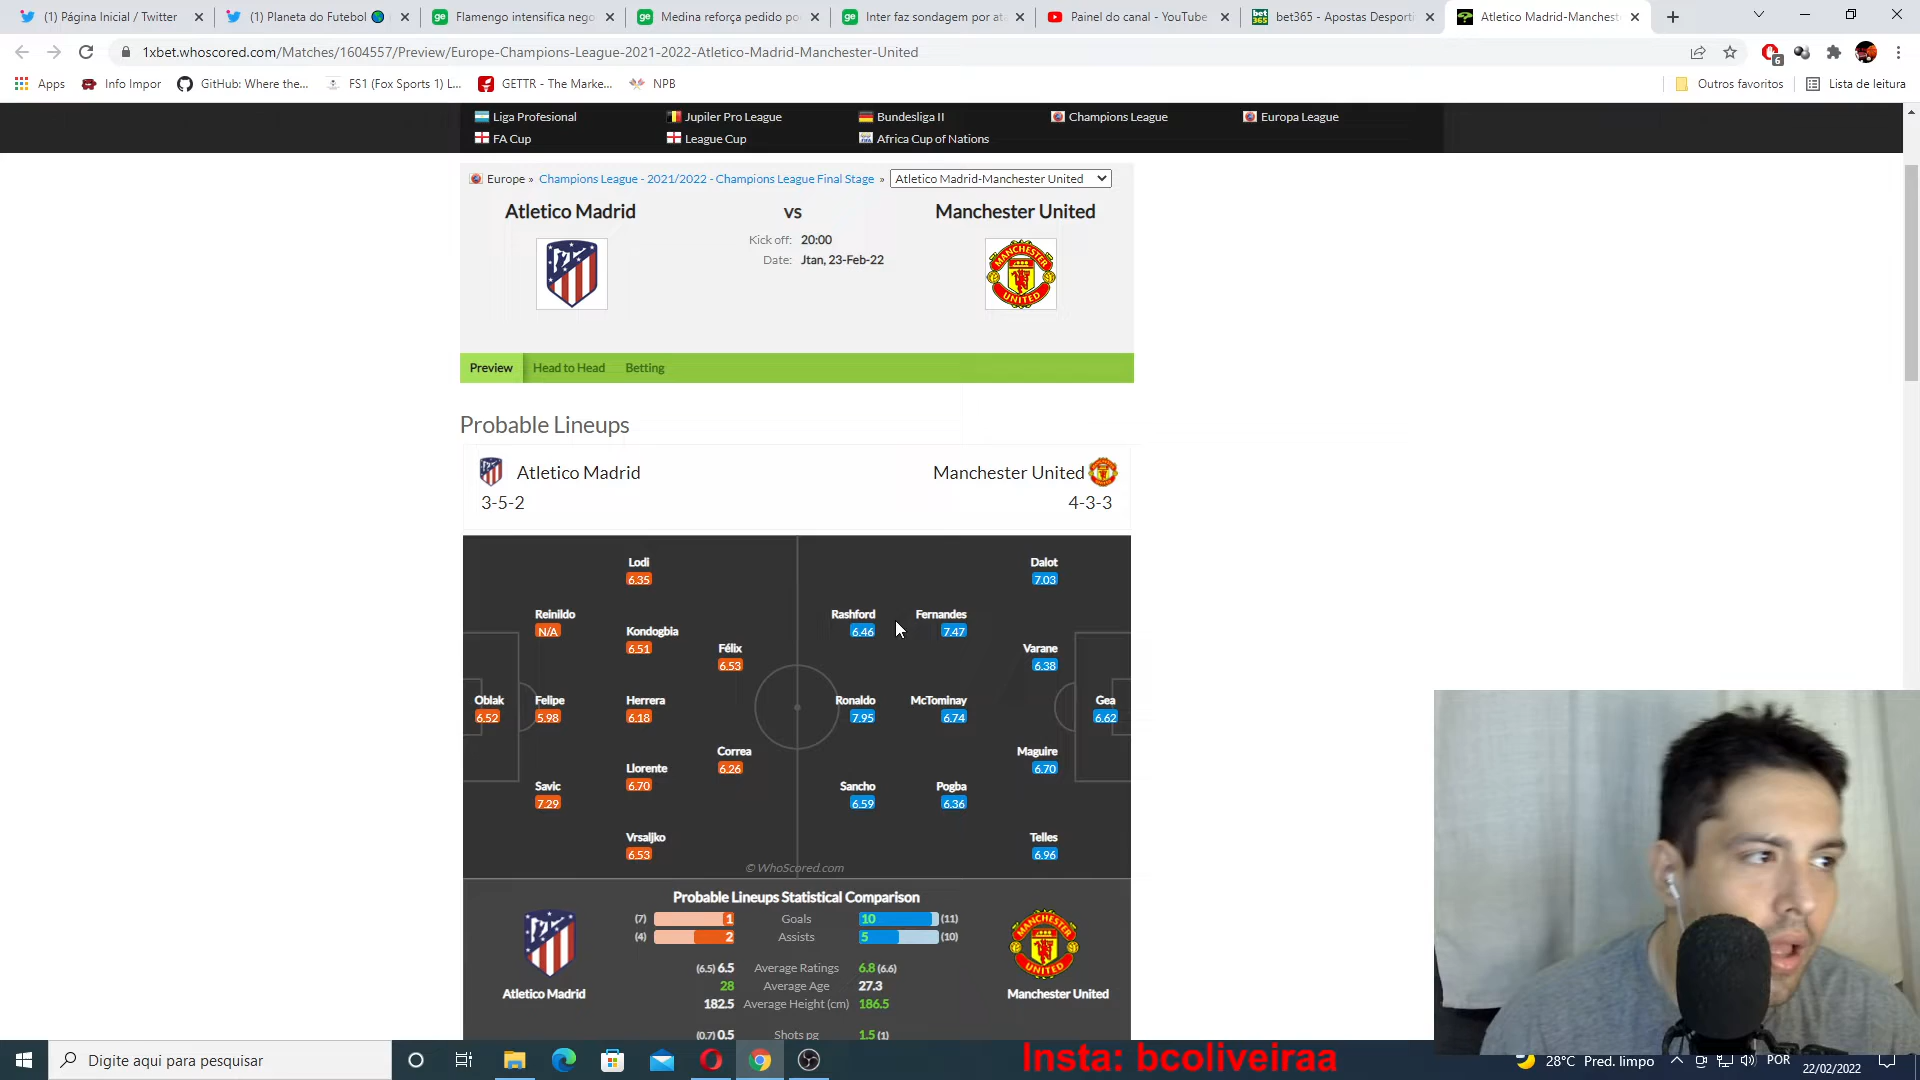 (1) Página Inicial / Twitter
(1) Planeta do Futebol
Flamengo intensifica nego
Medina reforça pedido po
Inter faz sondagem por at
Painel do canal - YouTube
bet365 - Apostas Desporti
Atletico Madrid-Manchest
1xbet.whoscored.com/Matches/1604557/Preview/Europe-Champions-League-2021-2022-Atletico-Madrid-Manchester-United
6
Apps
Info Impor
GitHub: Where the...
FS1 (Fox Sports 1) L...
GETTR - The Marke...
NPB
Outros favoritos
Lista de leitura
Liga Profesional
Jupiler Pro League
Bundesliga II
Champions League
Europa League
FA Cup
League Cup
Africa Cup of Nations
Europe » Champions League - 2021/2022 - Champions League Final Stage » Atletico Madrid-Manchester United
Atletico Madrid vs Manchester United
Kick off: 20:00
Date: Jtan, 23-Feb-22
Preview Head to Head Betting
Probable Lineups
Atletico Madrid Manchester United
3-5-2 4-3-3
Lodi
6.35
Dalot
7.03
Reinildo
N/A
Rashford
6.46
Fernandes
7.47
Kondogbia
6.51
Félix
6.53
Varane
6.38
Oblak
6.52
Felipe
5.98
Herrera
6.18
Ronaldo
7.95
McTominay
6.74
Gea
6.62
Correa
6.26
Maguire
6.70
Llorente
6.70
Savic
7.29
Sancho
6.59
Pogba
6.36
Vrsaljko
6.53
Telles
6.96
© WhoScored.com
Probable Lineups Statistical Comparison
(7) 1 Goals 10 (11)
(4) 2 Assists 5 (10)
(6.5) 6.5 Average Ratings 6.8 (6.6)
28 Average Age 27.3
182.5 Average Height (cm) 186.5
Atletico Madrid
Manchester United
(0.7) 0.5 Shots pg 1.5 (1)
Digite aqui para pesquisar
Insta: bcoliveiraa
28°C Pred. limpo
POR
22/02/2022